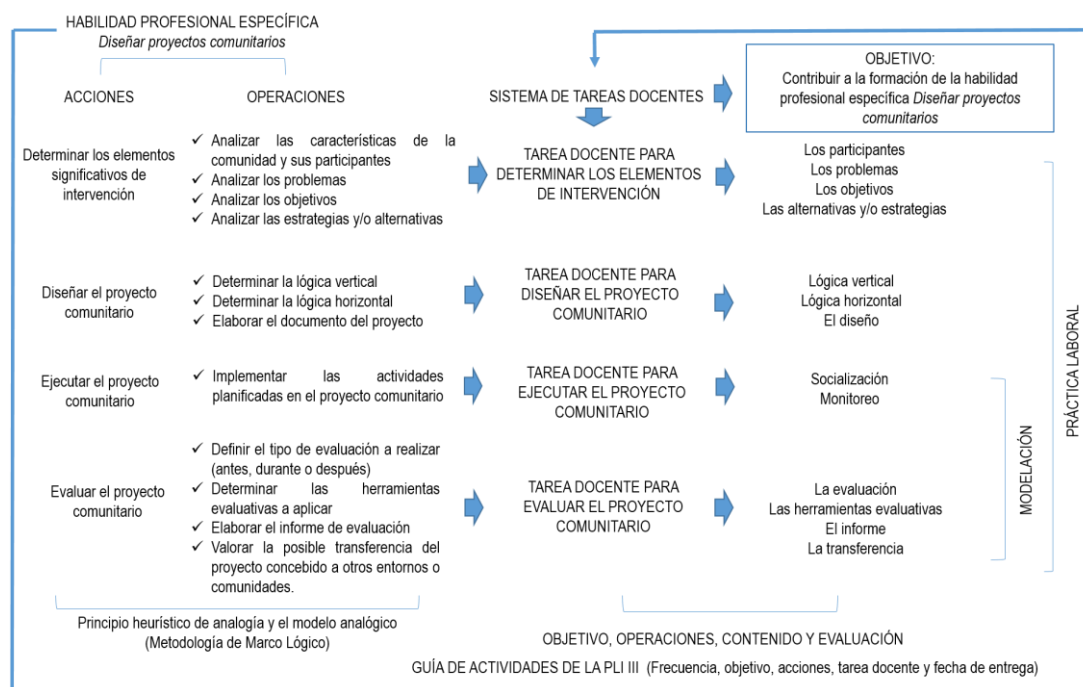 HABILIDAD PROFESIONAL ESPECÍFICA
Diseñar proyectos comunitarios
ACCIONES
OPERACIONES
SISTEMA DE TAREAS DOCENTES
OBJETIVO:
Contribuir a la formación de la habilidad
profesional específica Diseñar proyectos
comunitarios
Determinar los elementos
significativos de
intervención
✓ Analizar las características de la
comunidad y sus participantes
✓ Analizar los problemas
✓ Analizar los objetivos
✓ Analizar las estrategias y/o alternativas
TAREA DOCENTE PARA
DETERMINAR LOS ELEMENTOS
DE INTERVENCIÓN
Los participantes
Los problemas
Los objetivos
Las alternativas y/o estrategias
Diseñar el proyecto
comunitario
✓ Determinar la lógica vertical
✓ Determinar la lógica horizontal
✓ Elaborar el documento del proyecto
TAREA DOCENTE PARA
DISEÑAR EL PROYECTO
COMUNITARIO
Lógica vertical
Lógica horizontal
El diseño
Ejecutar el proyecto
comunitario
✓ Implementar las actividades
planificadas en el proyecto comunitario
TAREA DOCENTE PARA
EJECUTAR EL PROYECTO
COMUNITARIO
Socialización
Monitoreo
Evaluar el proyecto
comunitario
✓ Definir el tipo de evaluación a realizar
(antes, durante o después)
✓ Determinar las herramientas
evaluativas a aplicar
✓ Elaborar el informe de evaluación
✓ Valorar la posible transferencia del
proyecto concebido a otros entornos o
comunidades.
TAREA DOCENTE PARA
EVALUAR EL PROYECTO
COMUNITARIO
La evaluación
Las herramientas evaluativas
El informe
La transferencia
MODELACIÓN
PRÁCTICA LABORAL
Principio heurístico de analogía y el modelo analógico
(Metodología de Marco Lógico)
OBJETIVO, OPERACIONES, CONTENIDO Y EVALUACIÓN
GUÍA DE ACTIVIDADES DE LA PLI III (Frecuencia, objetivo, acciones, tarea docente y fecha de entrega)